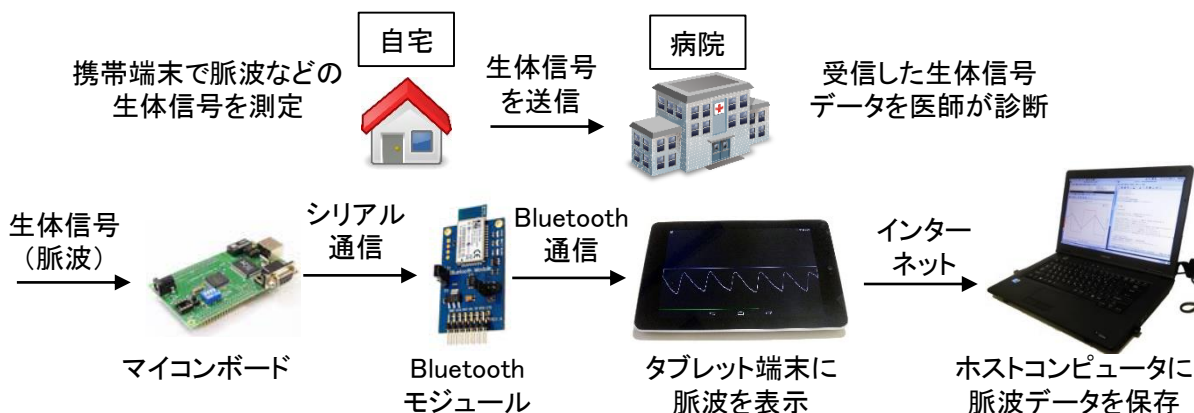 自宅
病院
携帯端末で脈波などの
生体信号を測定
生体信号
を送信
受信した生体信号
データを医師が診断
生体信号
(脈波)
シリアル
通信
Bluetooth
通信
インター
ネット
Bluetooth Module
マイコンボード
Bluetooth
モジュール
タブレット端末に
脈波を表示
ホストコンピュータに
脈波データを保存